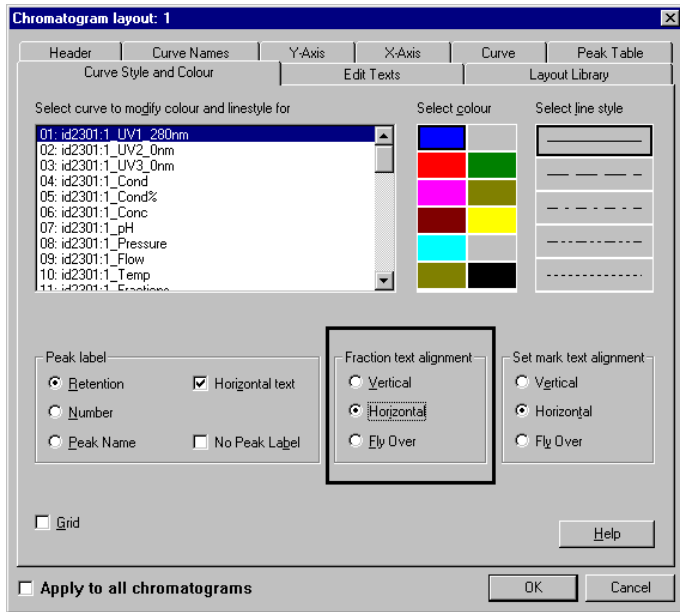 Chromatogram layout: 1
Header Curve Names Y-Axis X-Axis Curve Peak Table
Curve Style and Colour Edit Texts Layout Library
Select curve to modify colour and linestyle for Select colour Select line style
01: id2301:1_UV1_280nm
02: id2301:1_UV2_0nm
03: id2301:1_UV3_0nm
04: id2301:1_Cond
05: id2301:1_Cond%
06: id2301:1_Conc
07: id2301:1_pH
08: id2301:1_Pressure
09: id2301:1_Flow
10: id2301:1_Temp
11: id2301:1_Fractions
Peak label Fraction text alignment Set mark text alignment
Retention Horizontal text Vertical Vertical
Number Horizontal Horizontal
Peak Name No Peak Label Fly Over Fly Over
Grid
Help
Apply to all chromatograms OK Cancel